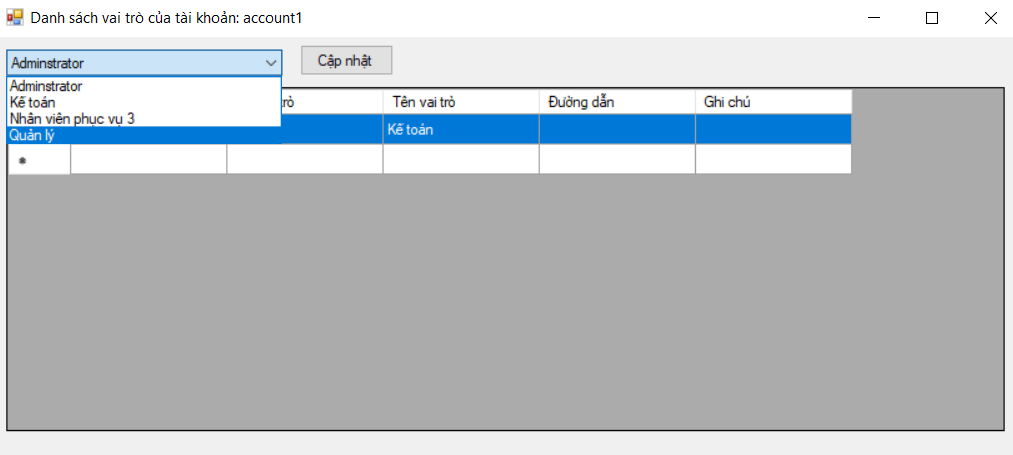 Danh sách vai trò của tài khoản: account1
Adminstrator
Cập nhật
Adminstrator
Kế toán
Nhân viên phục vụ 3
Quản lý
trò
Tên vai trò
Đường dẫn
Ghi chú
Kế toán